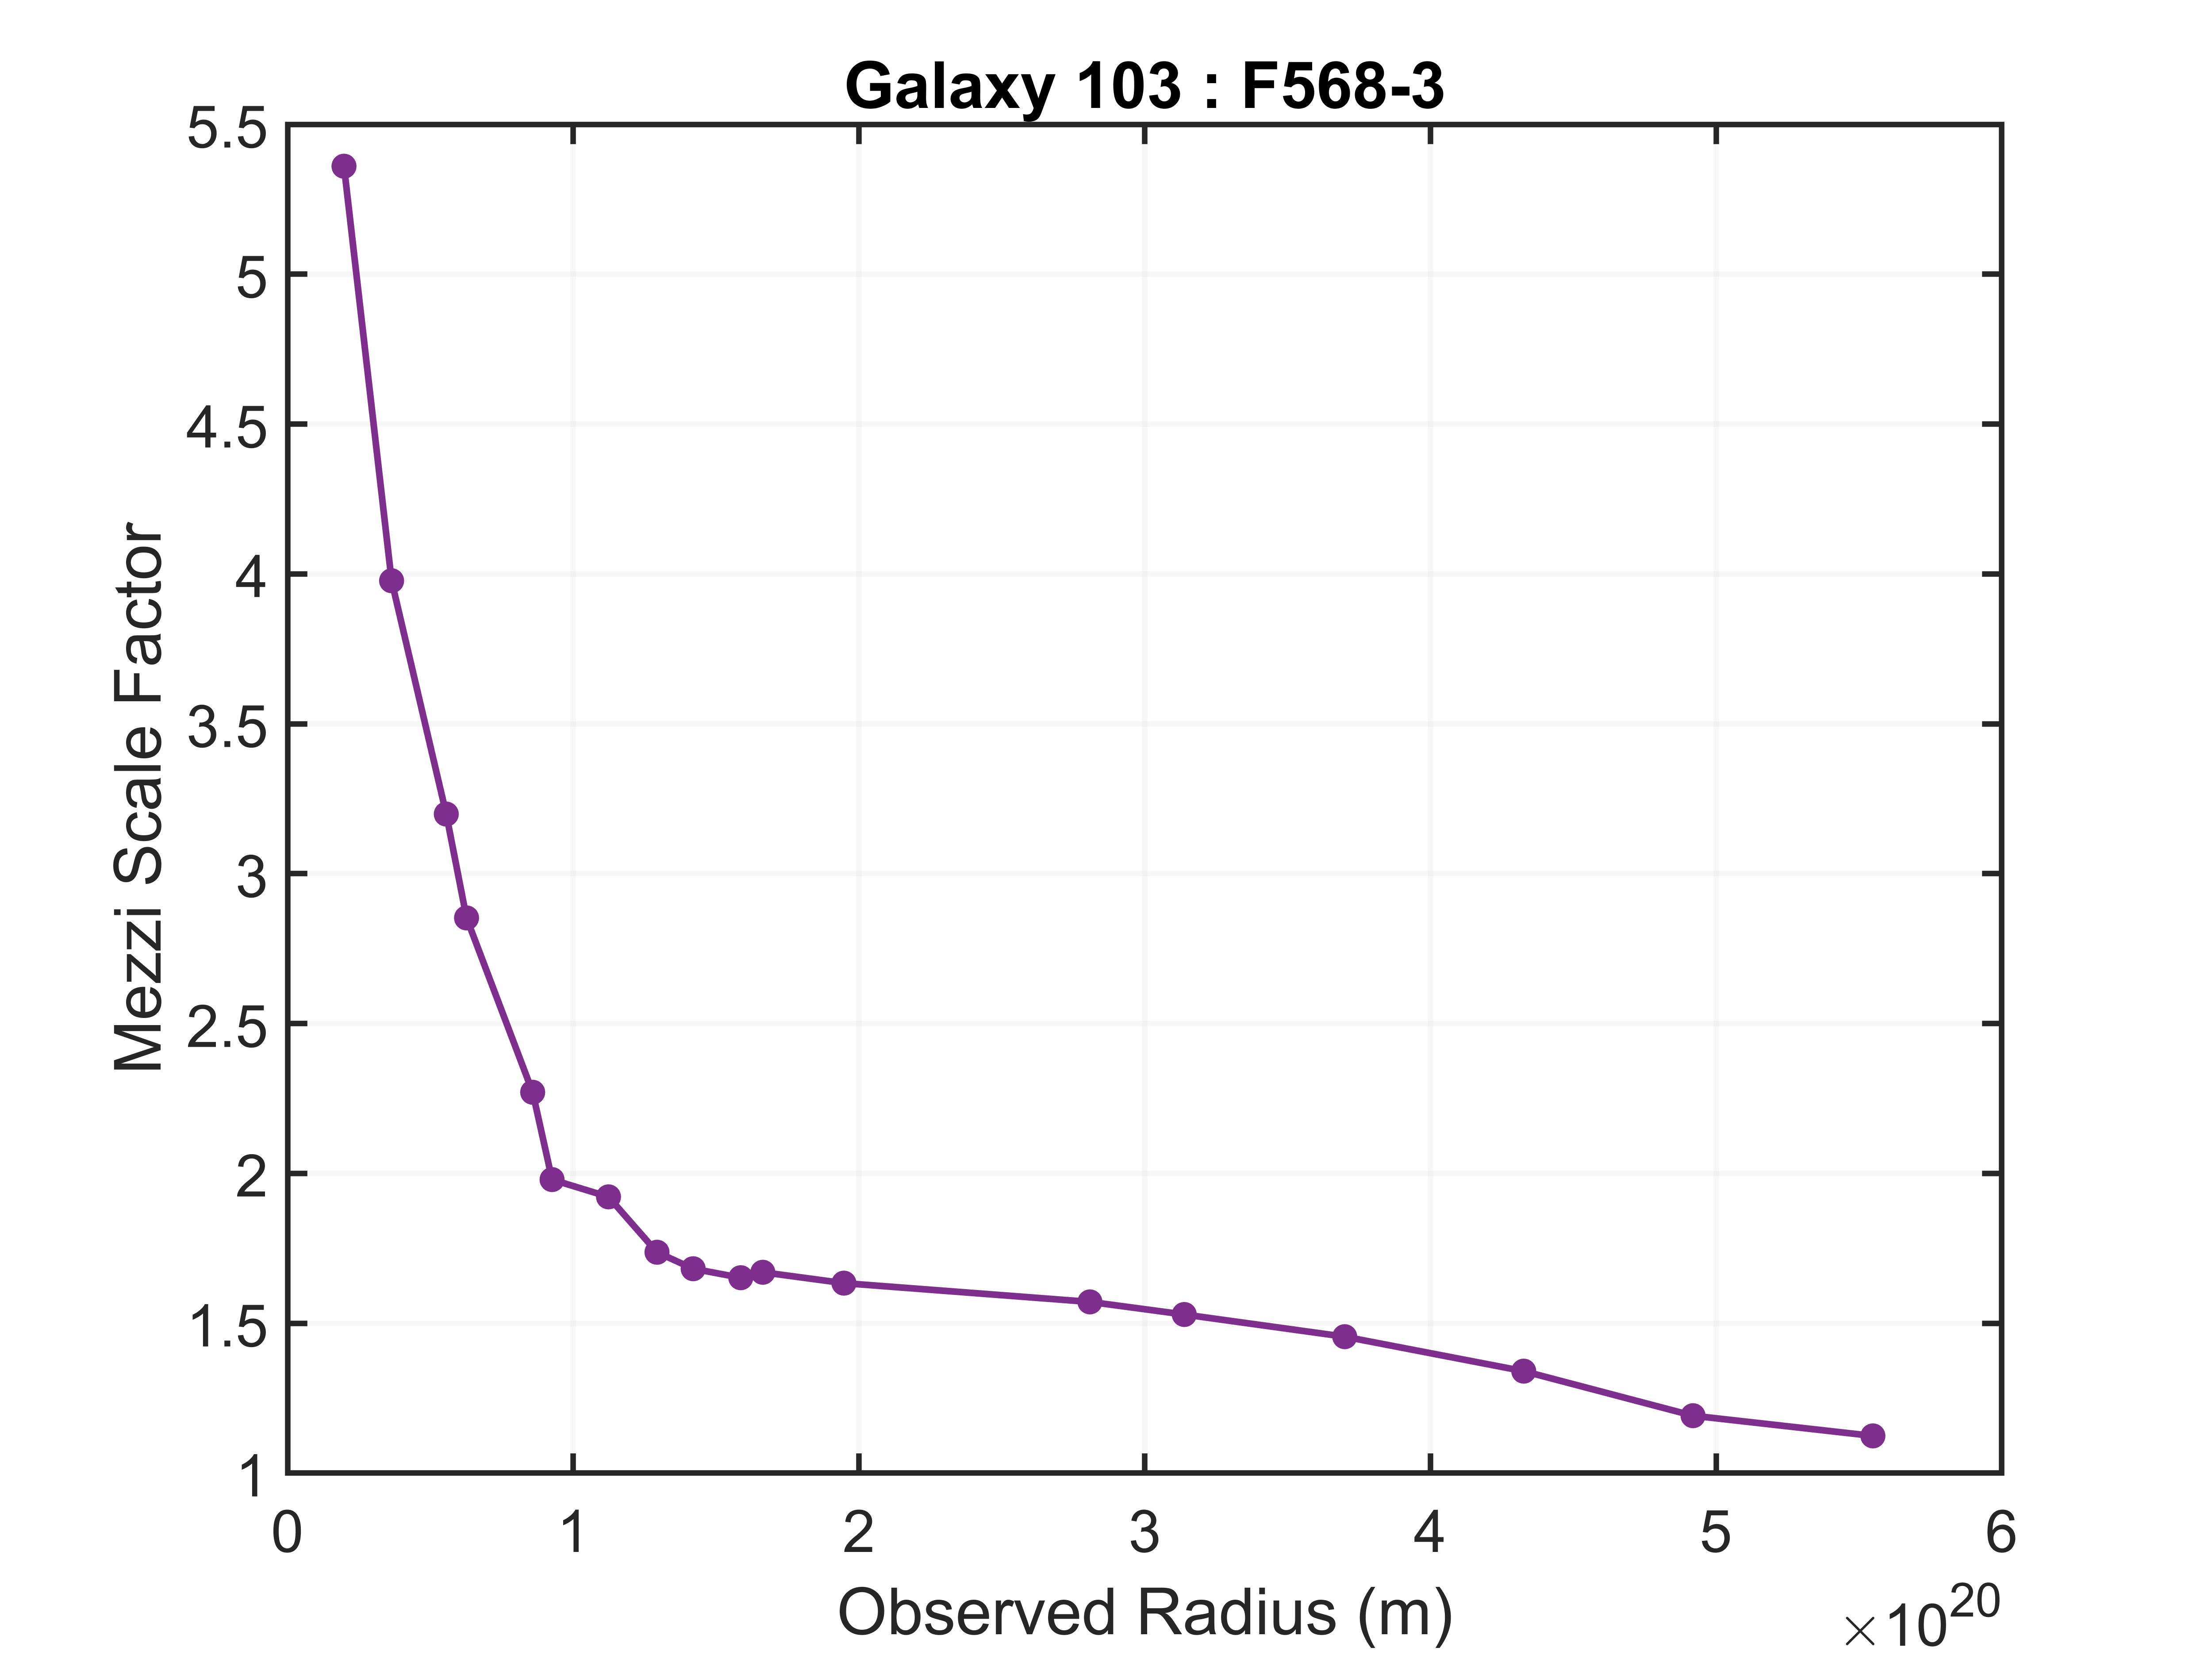 Galaxy 103 : F568-3
5.5
5
4.5
4
3.5
3
2.5
2
1.5
1
Mezzi Scale Factor
0 1 2 3 4 5 6
Observed Radius (m)
×10^20